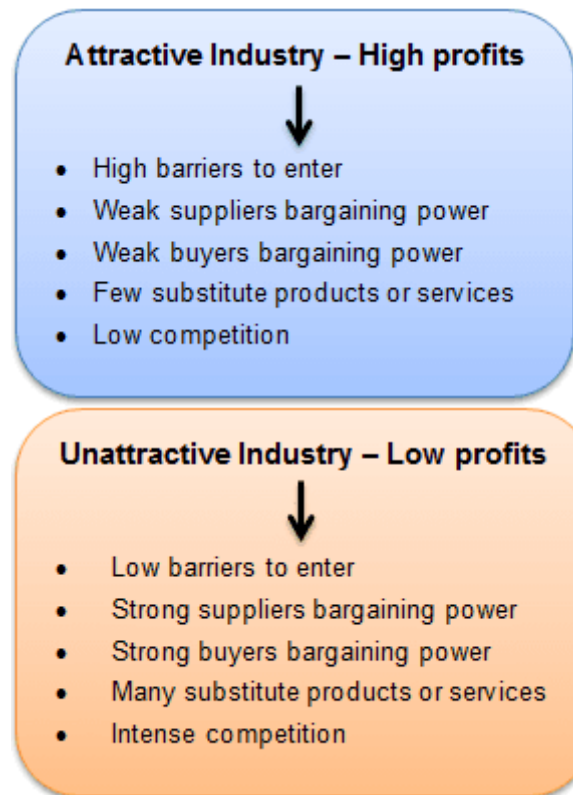 Attractive Industry – High profits
• High barriers to enter
• Weak suppliers bargaining power
• Weak buyers bargaining power
• Few substitute products or services
• Low competition
Unattractive Industry – Low profits
• Low barriers to enter
• Strong suppliers bargaining power
• Strong buyers bargaining power
• Many substitute products or services
• Intense competition